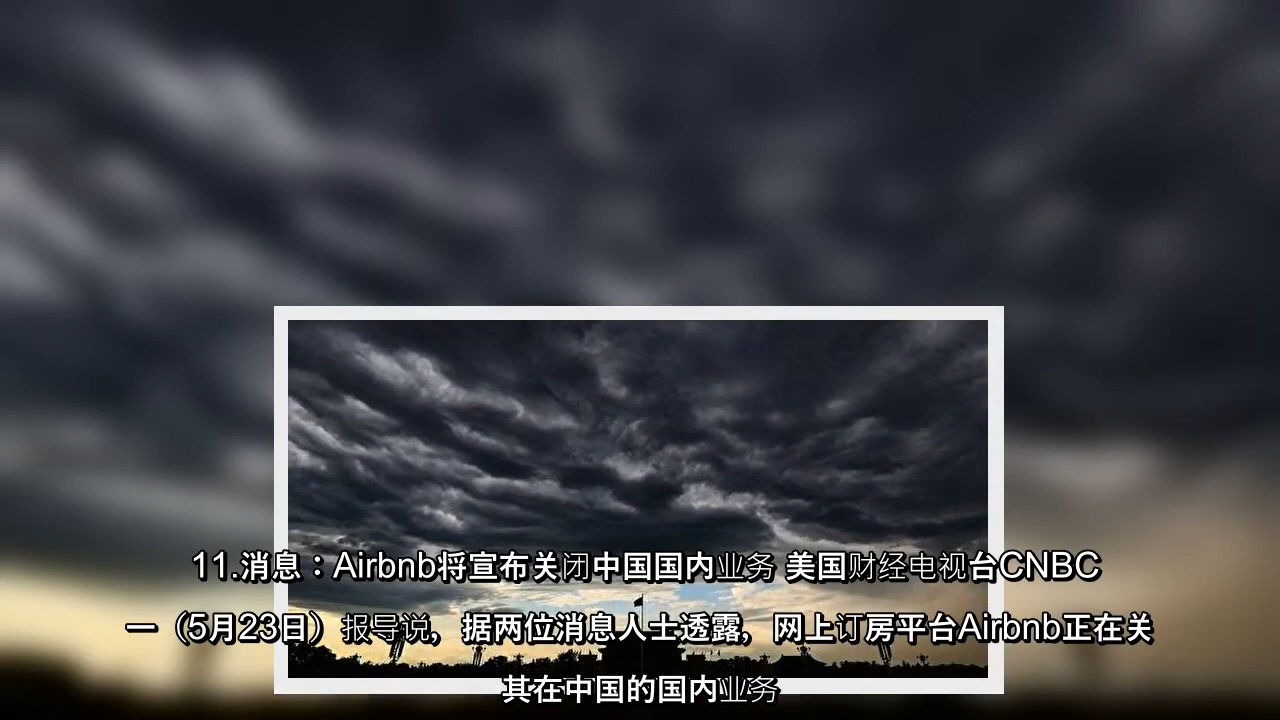 11.消息：Airbnb将宣布关闭中国国内业务 美国财经电视台CNBC
一（5月23日）报导说，据两位消息人士透露，网上订房平台Airbnb正在关
其在中国的国内业务